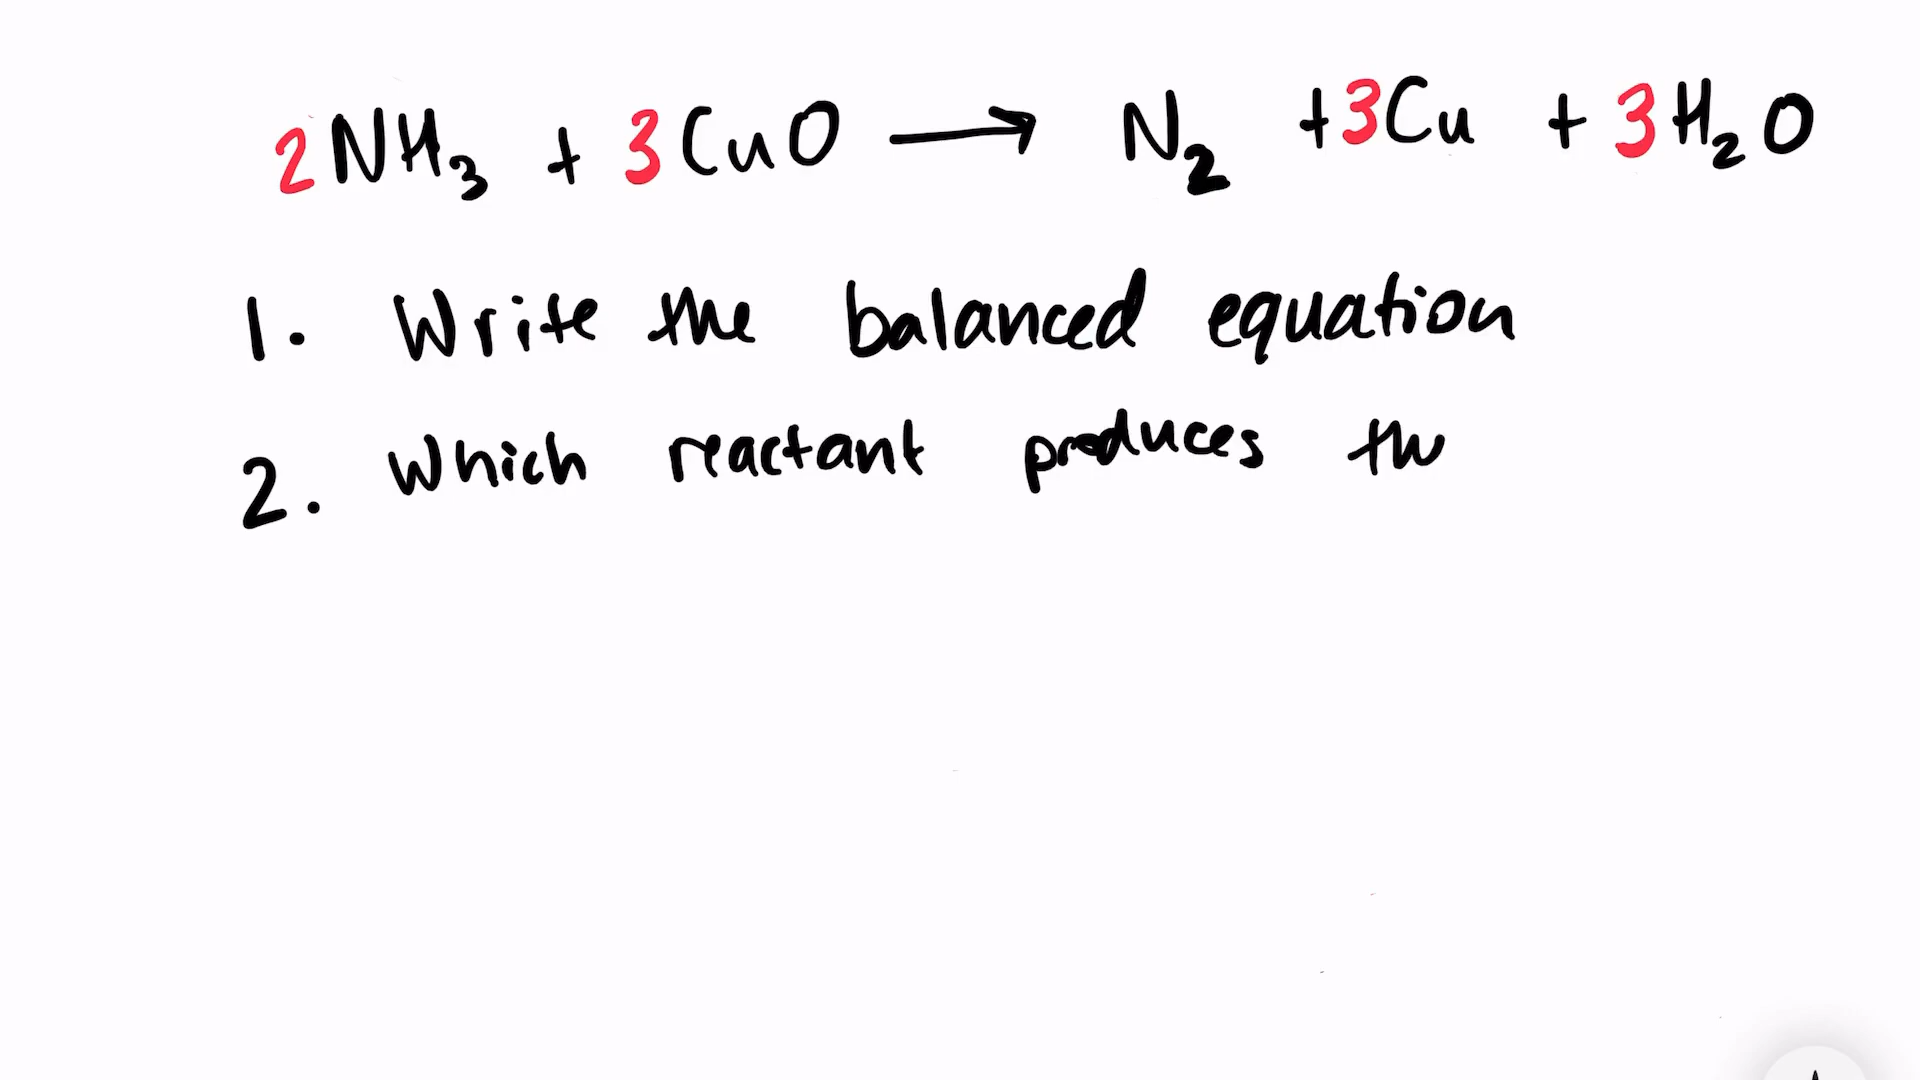 2NH₃ + 3CuO → N₂ + 3Cu + 3H₂O
1. Write the balanced equation
2. Which reactant produces the